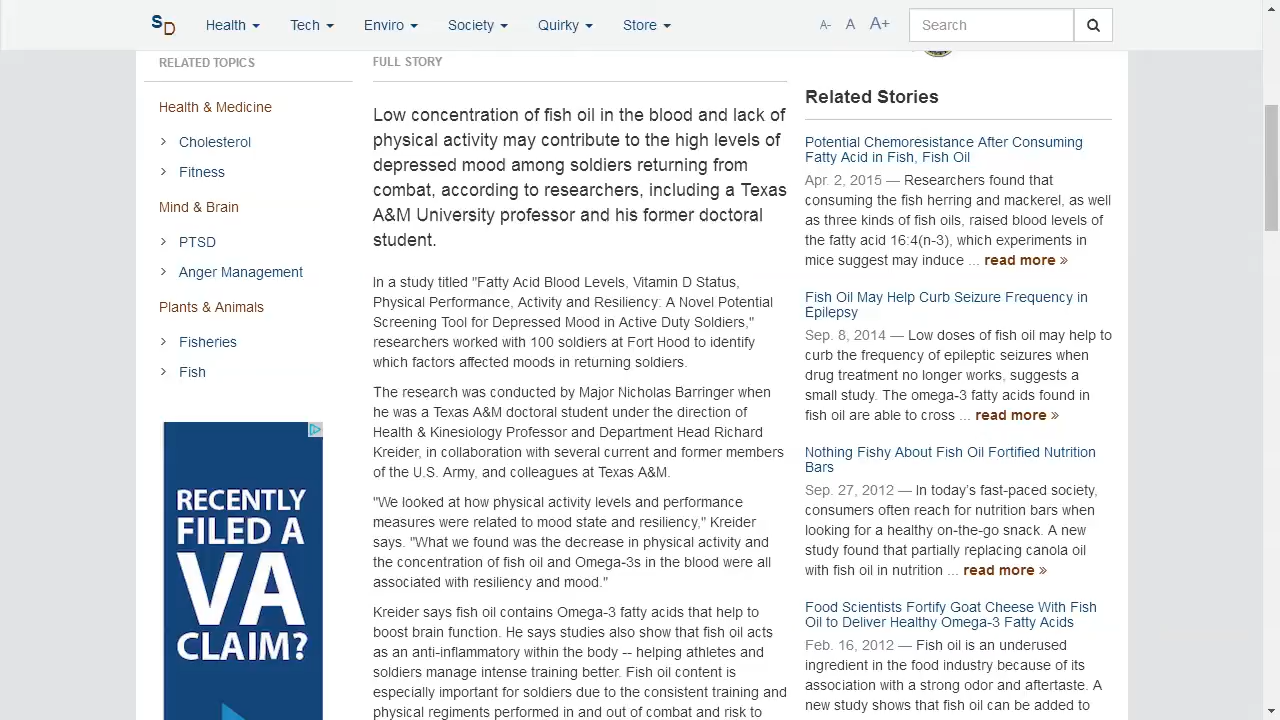 SD
Health
Tech
Enviro
Society
Quirky
Store
A-
A
A+
Search
RELATED TOPICS
Health & Medicine
Cholesterol
Fitness
Mind & Brain
PTSD
Anger Management
Plants & Animals
Fisheries
Fish
RECENTLY
FILED A
VA
CLAIM?
FULL STORY
Low concentration of fish oil in the blood and lack of
physical activity may contribute to the high levels of
depressed mood among soldiers returning from
combat, according to researchers, including a Texas
A&M University professor and his former doctoral
student.
In a study titled "Fatty Acid Blood Levels, Vitamin D Status,
Physical Performance, Activity and Resiliency: A Novel Potential
Screening Tool for Depressed Mood in Active Duty Soldiers,"
researchers worked with 100 soldiers at Fort Hood to identify
which factors affected moods in returning soldiers.
The research was conducted by Major Nicholas Barringer when
he was a Texas A&M doctoral student under the direction of
Health & Kinesiology Professor and Department Head Richard
Kreider, in collaboration with several current and former members
of the U.S. Army, and colleagues at Texas A&M.
"We looked at how physical activity levels and performance
measures were related to mood state and resiliency," Kreider
says. "What we found was the decrease in physical activity and
the concentration of fish oil and Omega-3s in the blood were all
associated with resiliency and mood."
Kreider says fish oil contains Omega-3 fatty acids that help to
boost brain function. He says studies also show that fish oil acts
as an anti-inflammatory within the body -- helping athletes and
soldiers manage intense training better. Fish oil content is
especially important for soldiers due to the consistent training and
physical regiments performed in and out of combat and risk to
Related Stories
Potential Chemoresistance After Consuming
Fatty Acid in Fish, Fish Oil
Apr. 2, 2015 — Researchers found that
consuming the fish herring and mackerel, as well
as three kinds of fish oils, raised blood levels of
the fatty acid 16:4(n-3), which experiments in
mice suggest may induce ... read more »
Fish Oil May Help Curb Seizure Frequency in
Epilepsy
Sep. 8, 2014 — Low doses of fish oil may help to
curb the frequency of epileptic seizures when
drug treatment no longer works, suggests a
small study. The omega-3 fatty acids found in
fish oil are able to cross ... read more »
Nothing Fishy About Fish Oil Fortified Nutrition
Bars
Sep. 27, 2012 — In today's fast-paced society,
consumers often reach for nutrition bars when
looking for a healthy on-the-go snack. A new
study found that partially replacing canola oil
with fish oil in nutrition ... read more »
Food Scientists Fortify Goat Cheese With Fish
Oil to Deliver Healthy Omega-3 Fatty Acids
Feb. 16, 2012 — Fish oil is an underused
ingredient in the food industry because of its
association with a strong odor and aftertaste. A
new study shows that fish oil can be added to